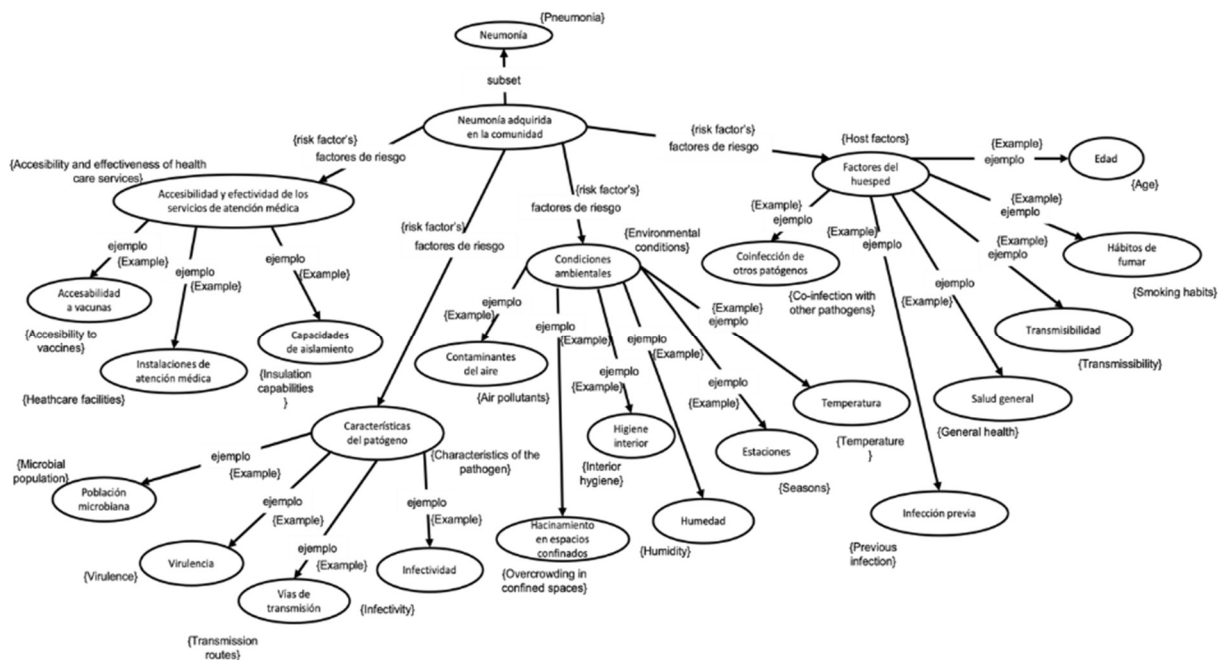 {Pneumonia}
Neumonía
subset
Neumonía adquirida
en la comunidad
{risk factor's}
factores de riesgo
{Accesibility and effectiveness of health
care services}
Accesibilidad y efectividad de los
servicios de atención médica
ejemplo
{Example}
Accesabilidad
a vacunas
{Accesibility to
vaccines}
ejemplo
{Example}
Instalaciones de
atención médica
{Heathcare facilities}
ejemplo
{Example}
Capacidades
de aislamiento
{Insulation
capabilities
}
{risk factor's}
factores de riesgo
Características
del patógeno
{Characteristics of the
pathogen}
ejemplo
{Example}
{Microbial
population}
Población
microbiana
ejemplo
{Example}
Virulencia
{Virulence}
ejemplo
{Example}
Vías de
transmisión
{Transmission
routes}
ejemplo
{Example}
Infectividad
{Infectivity}
{risk factor's}
factores de riesgo
{Environmental
conditions}
Condiciones
ambientales
ejemplo
{Example}
Contaminantes
del aire
{Air pollutants}
ejemplo
{Example}
Hacinamiento
en espacios
confinados
{Overcrowding in
confined spaces}
ejemplo
{Example}
Higiene
interior
{Interior
hygiene}
ejemplo
{Example}
Humedad
{Humidity}
ejemplo
{Example}
Estaciones
{Seasons}
{Example}
ejemplo
Temperatura
{Temperature
}
{risk factor's}
factores de riesgo
{Host factors}
Factores del
huesped
{Example}
ejemplo
Edad
{Age}
{Example}
ejemplo
Hábitos de
fumar
{Smoking habits}
{Example}
ejemplo
Transmisibilidad
{Transmissibility}
ejemplo
{Example}
Salud general
{General health}
{Example}
ejemplo
Infección previa
{Previous
infection}
{Example}
ejemplo
Coinfección de
otros patógenos
{Co-infection with
other pathogens}